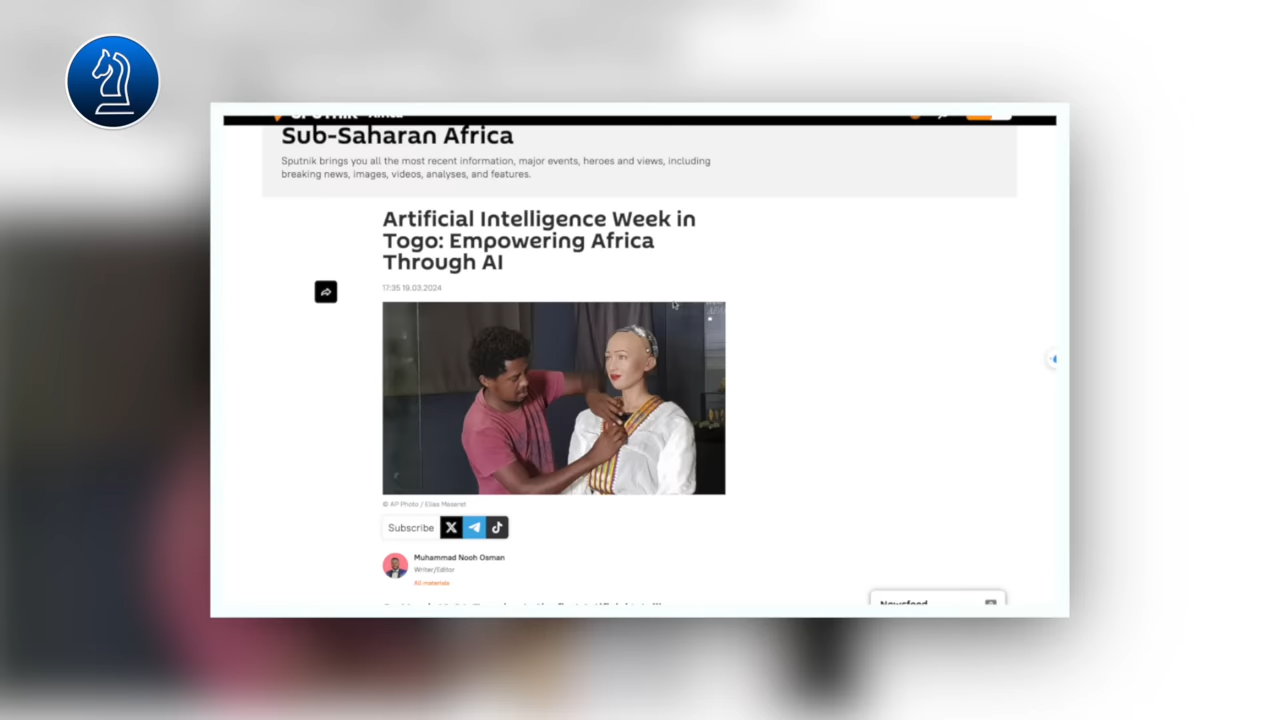 Sub-Saharan Africa
Sputnik brings you all the most recent information, major events, heroes and views, including
breaking news, images, videos, analyses, and features.
Artificial Intelligence Week in
Togo: Empowering Africa
Through AI
17:35 19.03.2024
© AP Photo / Elias Meseret
Subscribe
Muhammad Nooh Osman
Writer/Editor
All materials
Newsfeed